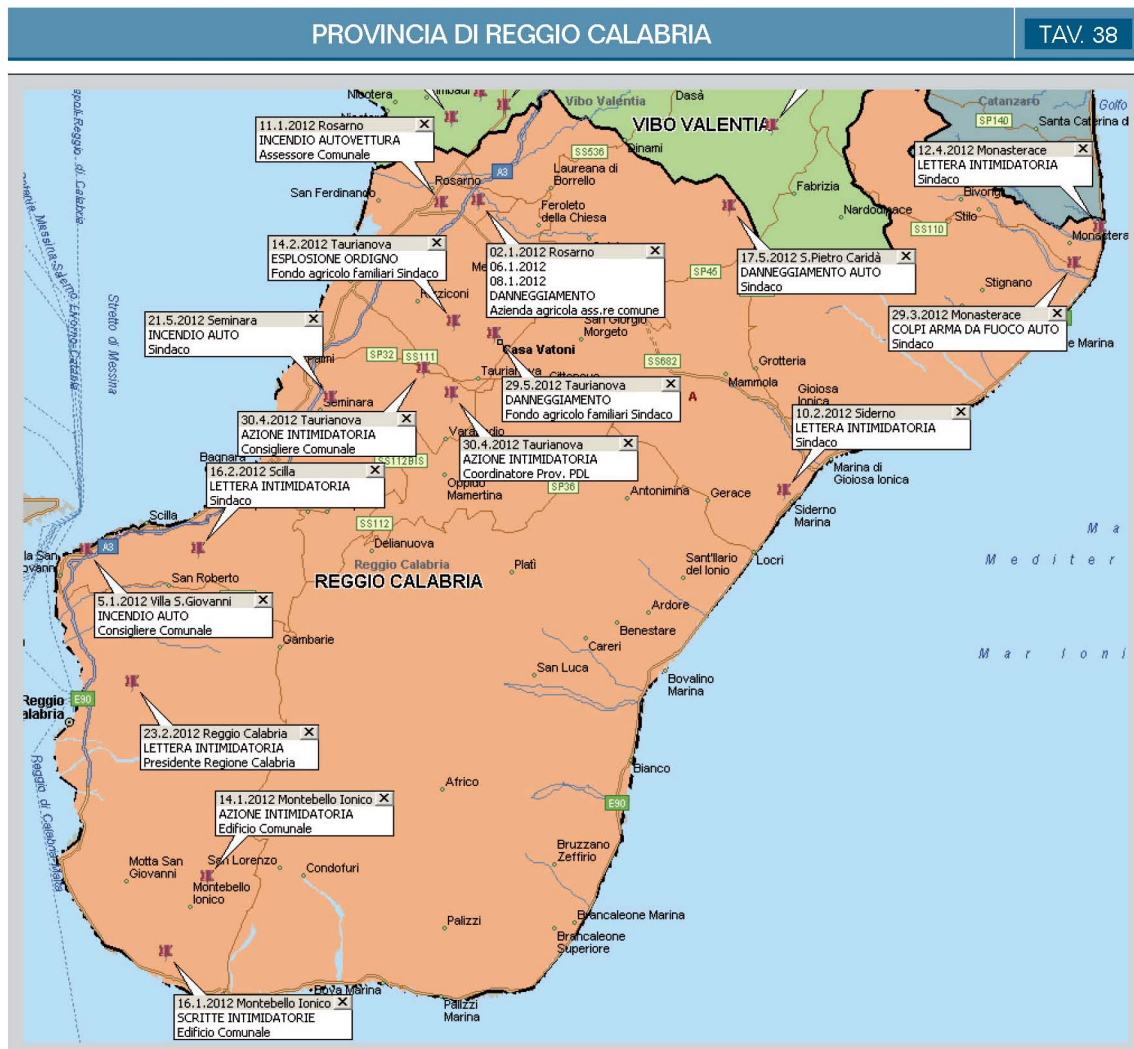 PROVINCIA DI REGGIO CALABRIA
TAV. 38
Nicotera
Vibo Valentia
Dasà
VIBO VALENTIA
Catanzaro
Golfo
SP140
Santa Caterina d
11.1.2012 Rosarno
INCENDIO AUTOVETTURA
Assessore Comunale
SS536
Dinami
12.4.2012 Monasterace
LETTERA INTIMIDATORIA
Sindaco
A3
Laureana di
Borrello
San Ferdinando
Rosarno
Fabrizia
Bivong
Feroleto
della Chiesa
Nardodipace
Stilo
SS110
Monastera
14.2.2012 Taurianova
ESPLOSIONE ORDIGNO
Fondo agricolo familiari Sindaco
02.1.2012 Rosarno
06.1.2012
08.1.2012
DANNEGGIAMENTO
Azienda agricola ass.re comune
17.5.2012 S.Pietro Caridà
DANNEGGIAMENTO AUTO
Sindaco
SP45
Stignano
Rizziconi
21.5.2012 Seminara
INCENDIO AUTO
Sindaco
San Giorgio
Morgeto
29.3.2012 Monasterace
COLPI ARMA DA FUOCO AUTO
Sindaco
e Marina
Casa Vatoni
Palmi
SP32
SS111
SS682
Grotteria
Mammola
Gioiosa
Ionica
Taurianova
Cittanova
29.5.2012 Taurianova
DANNEGGIAMENTO
Fondo agricolo familiari Sindaco
A
Seminara
30.4.2012 Taurianova
AZIONE INTIMIDATORIA
Consigliere Comunale
10.2.2012 Siderno
LETTERA INTIMIDATORIA
Sindaco
30.4.2012 Taurianova
AZIONE INTIMIDATORIA
Coordinatore Prov. PDL
Bagnara
SS112BIS
16.2.2012 Scilla
LETTERA INTIMIDATORIA
Sindaco
Oppido
Mamertina
SP36
Antonimina
Gerace
Marina di
Gioiosa Ionica
Siderno
Marina
Scilla
SS112
Delianuova
A3
Reggio Calabria
REGGIO CALABRIA
Platì
Sant'Ilario
del Ionio
Locri
San Roberto
5.1.2012 Villa S.Giovanni
INCENDIO AUTO
Consigliere Comunale
Ardore
Benestare
Careri
Gambarie
San Luca
Bovalino
Marina
E90
Reggio
alabria
23.2.2012 Reggio Calabria
LETTERA INTIMIDATORIA
Presidente Regione Calabria
Bianco
Africo
E90
14.1.2012 Montebello Ionico
AZIONE INTIMIDATORIA
Edificio Comunale
Bruzzano
Zeffirio
Motta San
Giovanni
San Lorenzo
Condofuri
Montebello
Ionico
Palizzi
Brancaleone Marina
Brancaleone
Superiore
Bova Marina
Palizzi
Marina
16.1.2012 Montebello Ionico
SCRITTE INTIMIDATORIE
Edificio Comunale
Stretto di Messina
Reggio di Calabria-Malta
M a
M e d i t e r
M a r I o n i